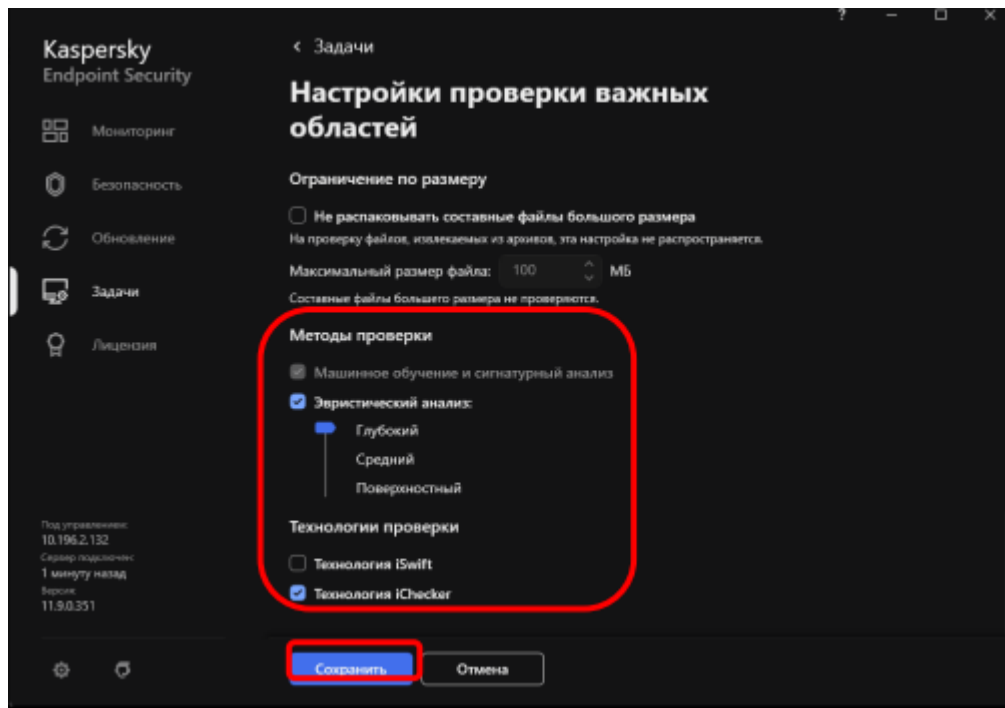 ?
Kaspersky
Endpoint Security
Мониторинг
Безопасность
Обновление
Задачи
Лицензия
Под управлением:
10.196.2.132
Сервер подключен:
1 минуту назад
Версия:
11.9.0.351
< Задачи
Настройки проверки важных
областей
Ограничение по размеру
Не распаковывать составные файлы большого размера
На проверку файлов, извлекаемых из архивов, эта настройка не распространяется.
Максимальный размер файла: 100 МБ
Составные файлы большего размера не проверяются.
Методы проверки
Машинное обучение и сигнатурный анализ
Эвристический анализ:
Глубокий
Средний
Поверхностный
Технологии проверки
Технология iSwift
Технология iChecker
Сохранить Отмена